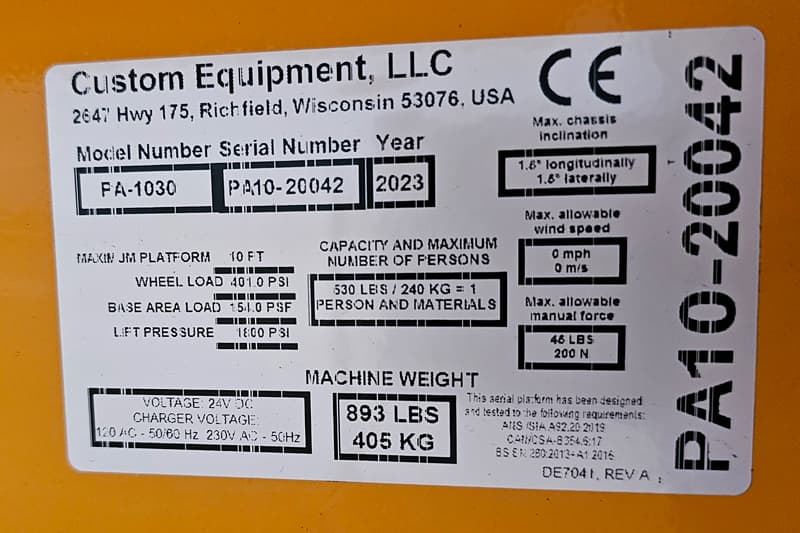 Custom Equipment, LLC
2647 Hwy 175, Richfield, Wisconsin 53076, USA
CE
Model Number Serial Number Year
PA-1030 PA10-20042 2023
Max. chassis
inclination
1.5° longitudinally
1.5° laterally
MAXIMUM PLATFORM 10 FT
WHEEL LOAD 401.0 PSI
BASE AREA LOAD 154.0 PSF
LIFT PRESSURE 1800 PSI
CAPACITY AND MAXIMUM
NUMBER OF PERSONS
530 LBS / 240 KG = 1
PERSON AND MATERIALS
Max. allowable
wind speed
0 mph
0 m/s
Max. allowable
manual force
45 LBS
200 N
MACHINE WEIGHT
893 LBS
405 KG
VOLTAGE: 24V DC
CHARGER VOLTAGE:
120 AC - 50/60 Hz 230V AC - 50Hz
This aerial platform has been designed
and tested to the following requirements:
ANSI/SIA A92.20:2019
CAN/CSA-B354.6:17
BS EN 280:2013+A1:2015
DE7041, REV A
PA10-20042